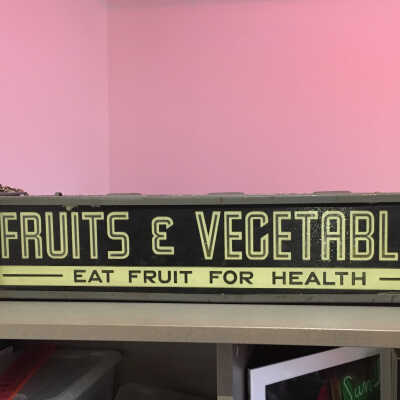 FRUITS & VEGETABL
EAT FRUIT FOR HEALTH